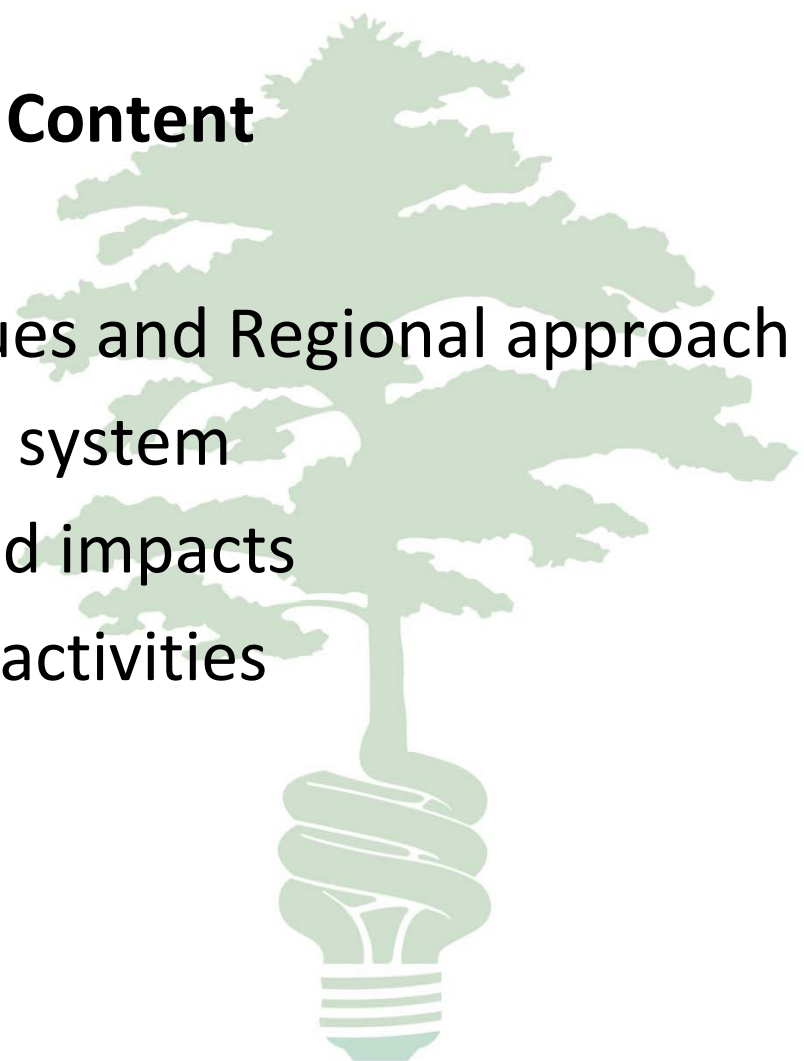 Content
ues and Regional approach
system
d impacts
activities